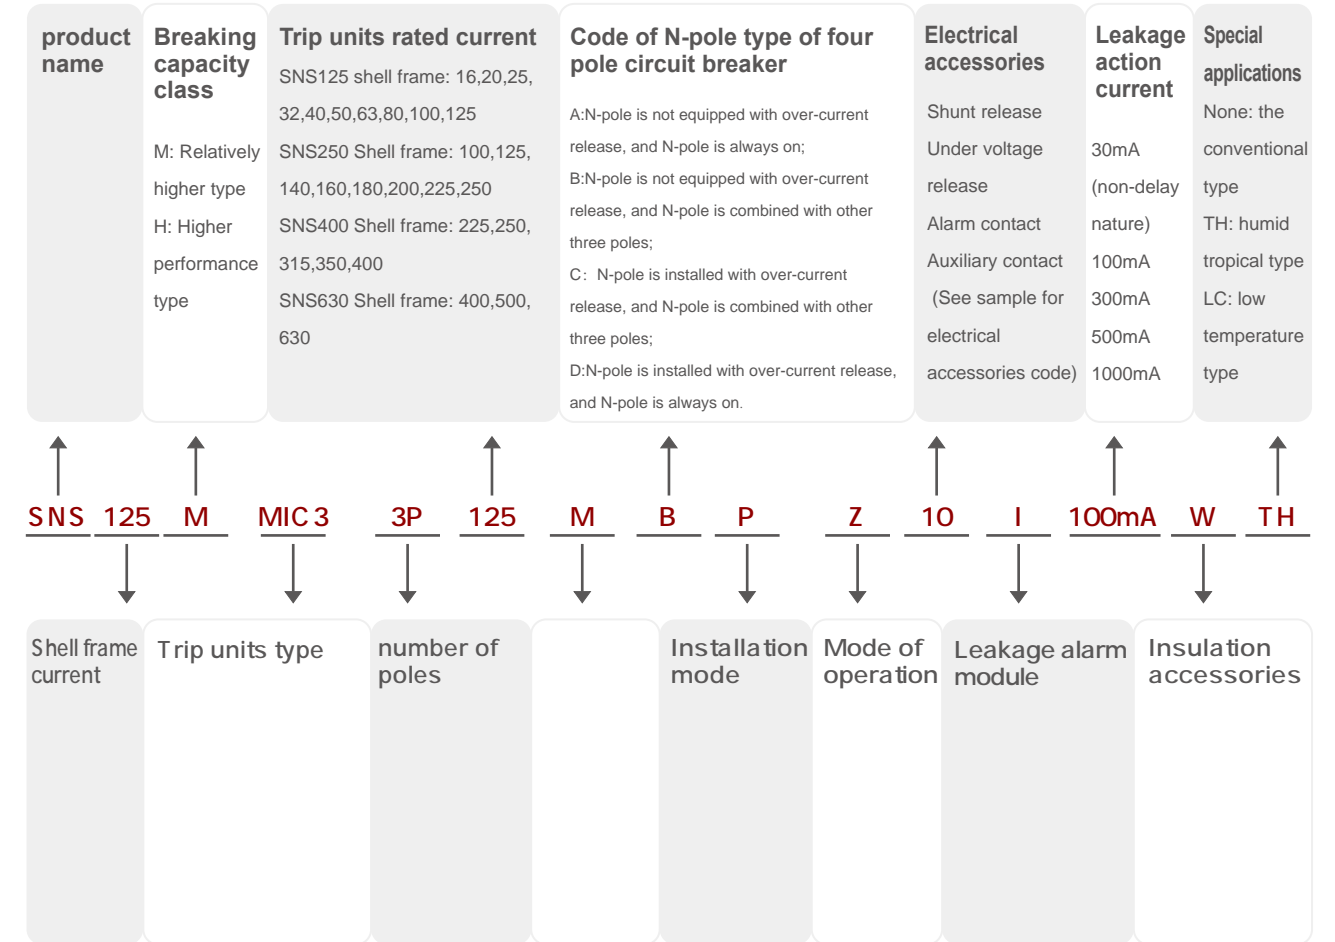 product
name
Breaking
capacity
class
M: Relatively
higher type
H: Higher
performance
type
Trip units rated current
SNS125 shell frame: 16,20,25,
32,40,50,63,80,100,125
SNS250 Shell frame: 100,125,
140,160,180,200,225,250
SNS400 Shell frame: 225,250,
315,350,400
SNS630 Shell frame: 400,500,
630
Code of N-pole type of four
pole circuit breaker
A:N-pole is not equipped with over-current
release, and N-pole is always on;
B:N-pole is not equipped with over-current
release, and N-pole is combined with other
three poles;
C: N-pole is installed with over-current
release, and N-pole is combined with other
three poles;
D:N-pole is installed with over-current release,
and N-pole is always on.
Electrical
accessories
Shunt release
Under voltage
release
Alarm contact
Auxiliary contact
(See sample for
electrical
accessories code)
Leakage
action
current
30mA
(non-delay
nature)
100mA
300mA
500mA
1000mA
Special
applications
None: the
conventional
type
TH: humid
tropical type
LC: low
temperature
type
SNS 125 M MIC3 3P 125 M B P Z 10 I 100mA W TH
Shell frame
current
Trip units type
number of
poles
Installation
mode
Mode of
operation
Leakage alarm
module
Insulation
accessories